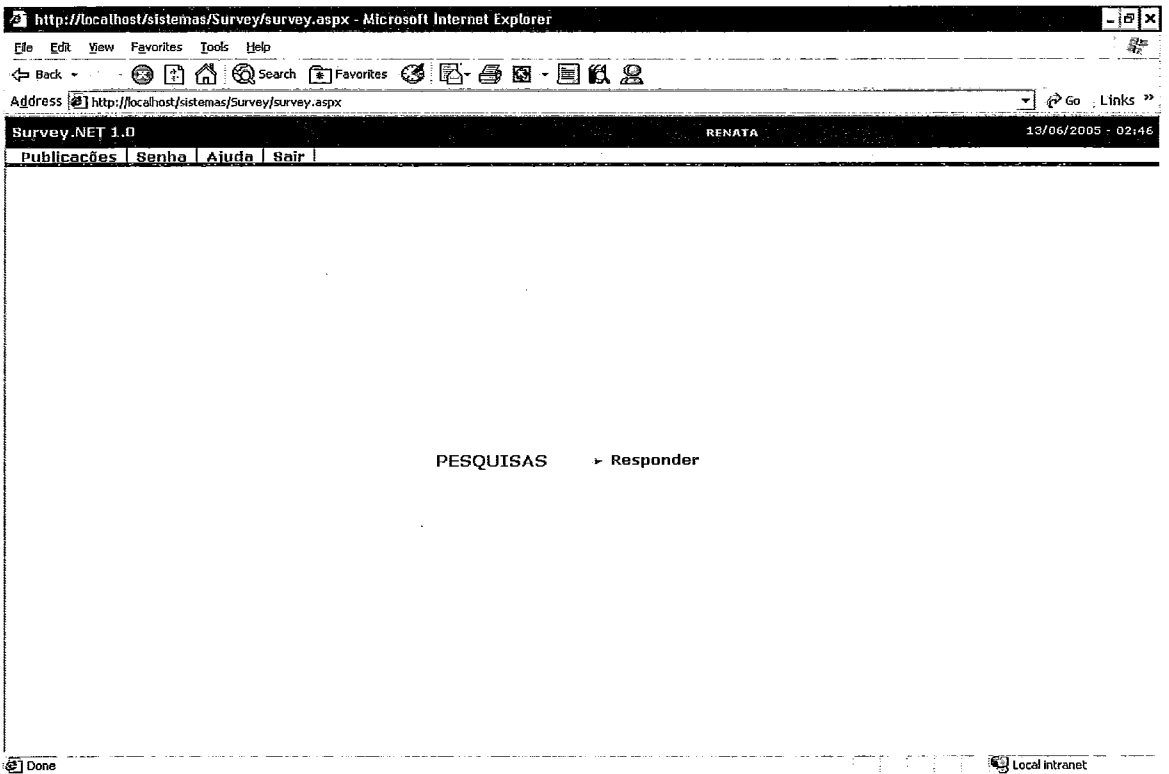 http://localhost/sistemas/Survey/survey.aspx - Microsoft Internet Explorer
File Edit View Favorites Tools Help
Back Search Favorites
Address http://localhost/sistemas/Survey/survey.aspx Go Links »
Survey.NET 1.0 RENATA 13/06/2005 - 02:46
Publicações | Senha | Ajuda | Sair |
PESQUISAS Responder
Done Local intranet